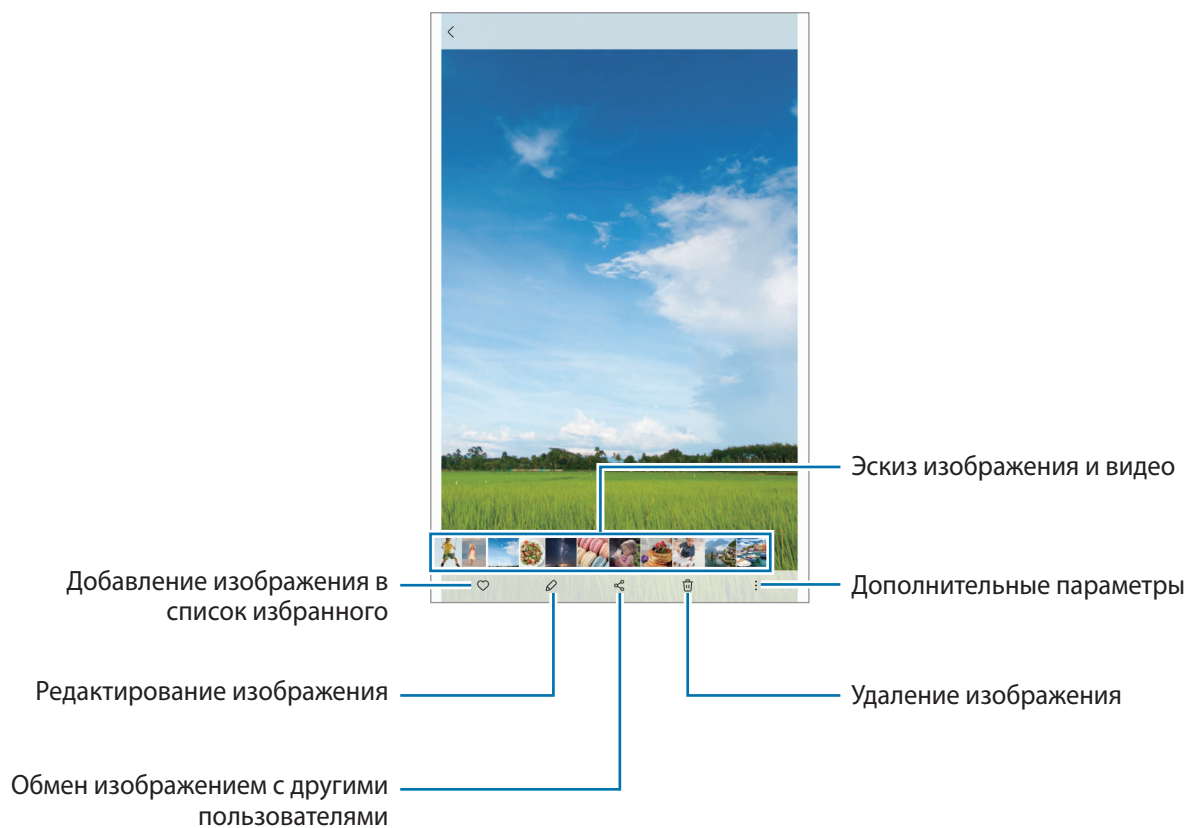 Эскиз изображения и видео
Добавление изображения в
список избранного
Дополнительные параметры
Редактирование изображения
Удаление изображения
Обмен изображением с другими
пользователями